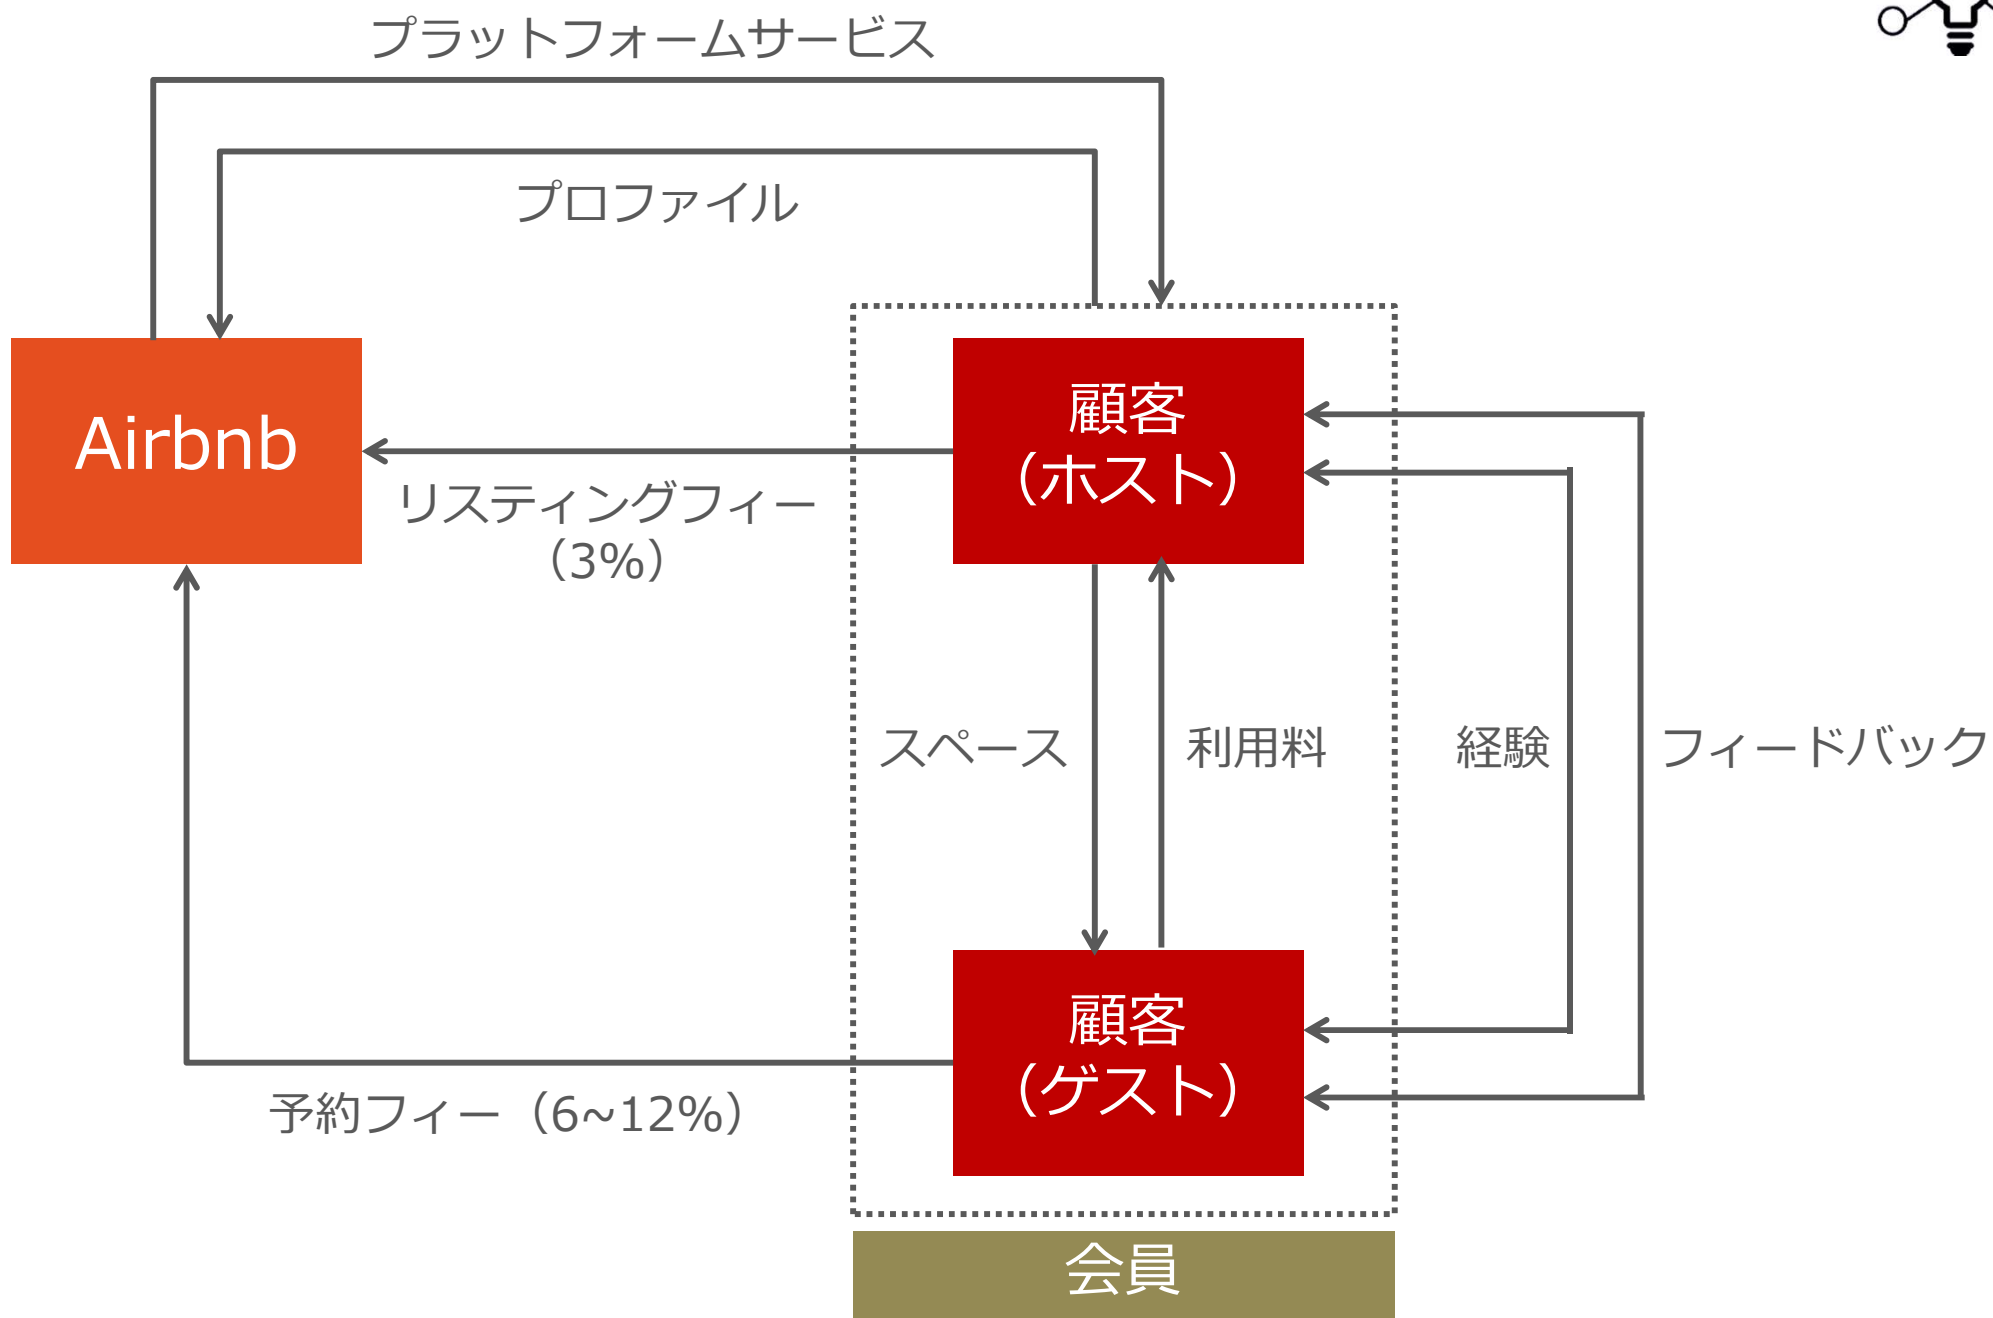 プラットフォームサービス
プロファイル
Airbnb
顧客
（ホスト）
リスティングフィー
（3%）
スペース
利用料
経験
フィードバック
顧客
（ゲスト）
予約フィー（6~12%）
会員